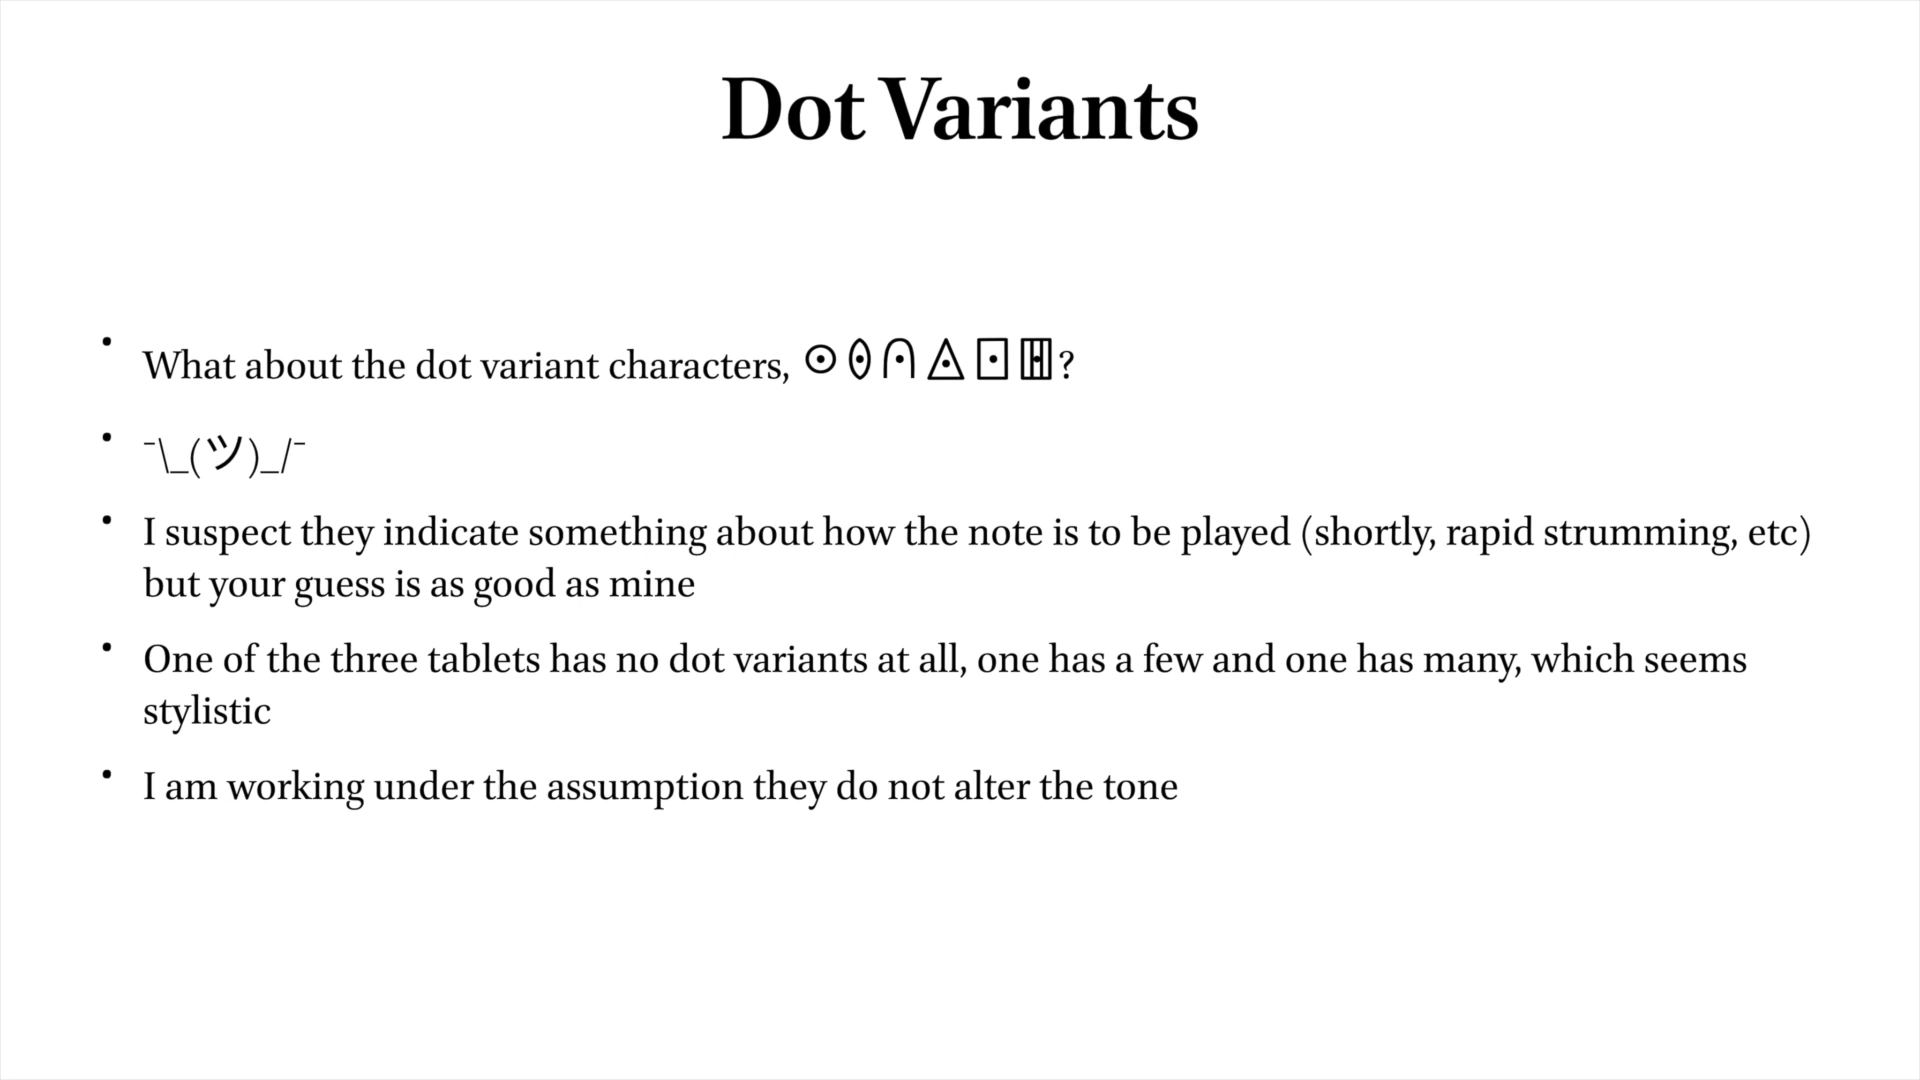 Dot Variants
• What about the dot variant characters, ?
• ¯\_(ツ)_/¯
• I suspect they indicate something about how the note is to be played (shortly, rapid strumming, etc)
but your guess is as good as mine
• One of the three tablets has no dot variants at all, one has a few and one has many, which seems
stylistic
• I am working under the assumption they do not alter the tone